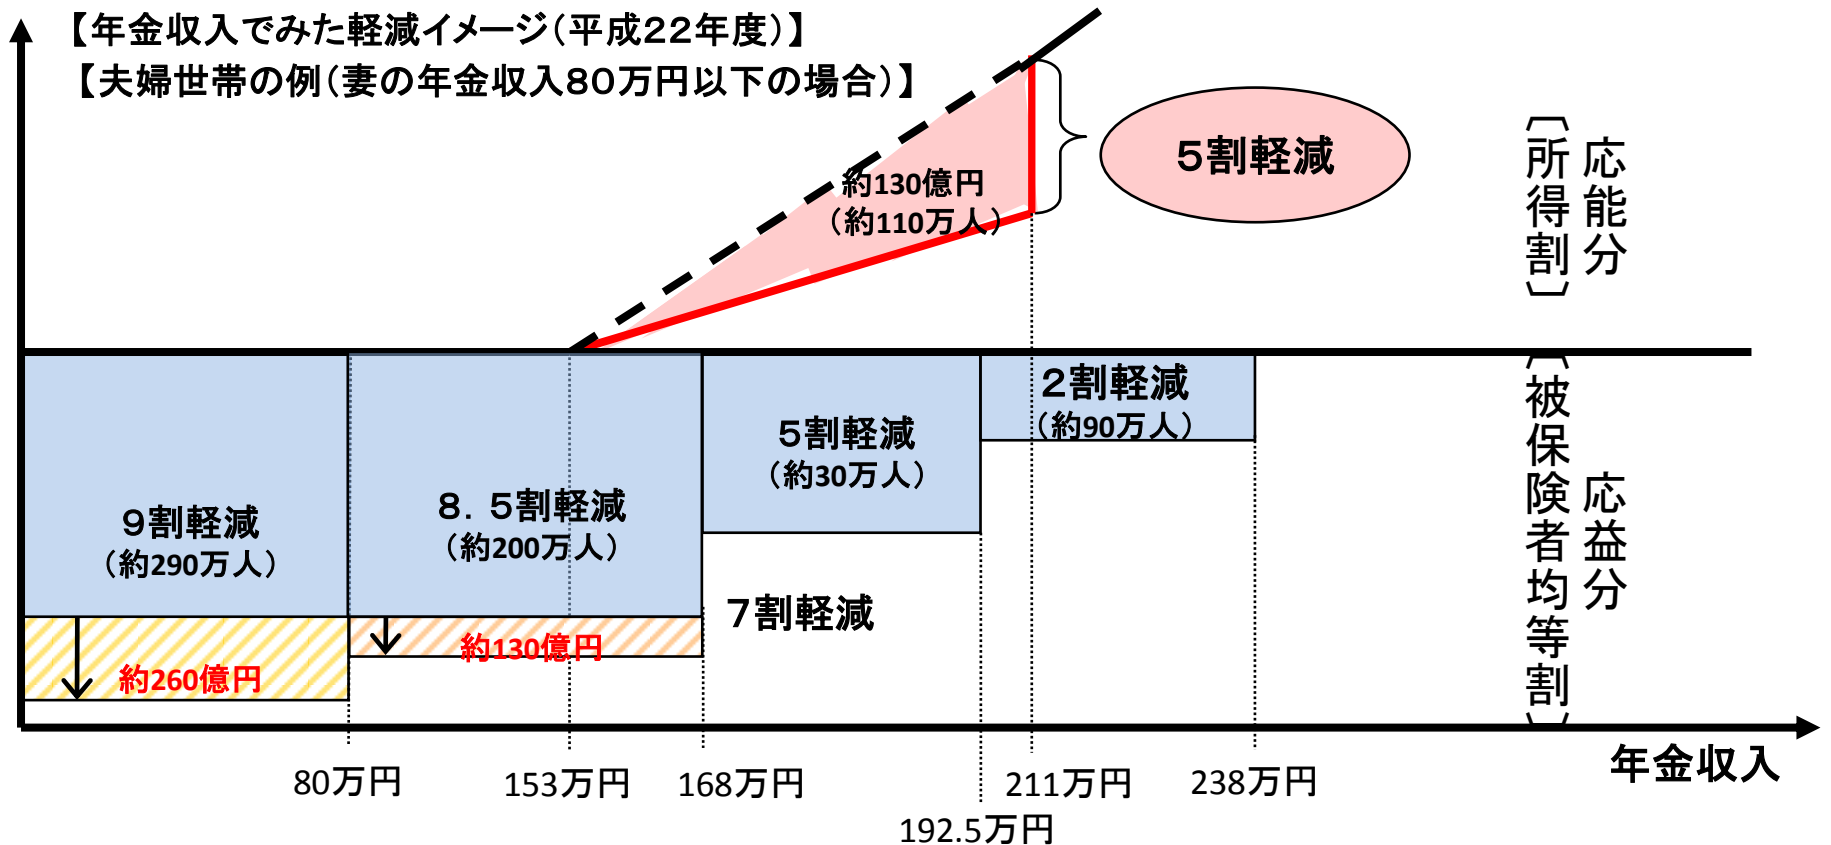 【年金収入でみた軽減イメージ（平成２２年度）】
【夫婦世帯の例（妻の年金収入８０万円以下の場合）】
５割軽減
約130億円
（約110万人）
応能分
〔所得割〕
９割軽減
（約290万人）
８．５割軽減
（約200万人）
５割軽減
（約30万人）
２割軽減
（約90万人）
７割軽減
約260億円
約130億円
応益分
〔被保険者均等割〕
80万円
153万円
168万円
192.5万円
211万円
238万円
年金収入